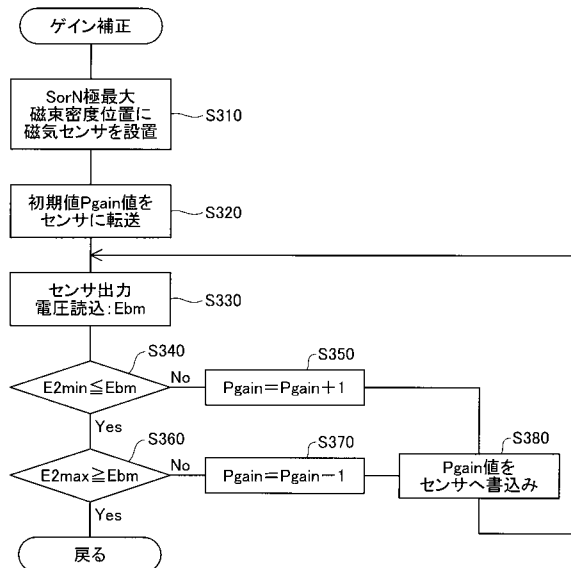 ゲイン補正
SorN極最大
磁束密度位置に
磁気センサを設置
S310
初期値Pgain値を
センサに転送
S320
センサ出力
電圧読込:Ebm
S330
S340
E2min≦Ebm
No
S350
Pgain=Pgain+1
Yes
S360
E2max≧Ebm
No
S370
Pgain=Pgain−1
S380
Pgain値を
センサへ書込み
Yes
戻る